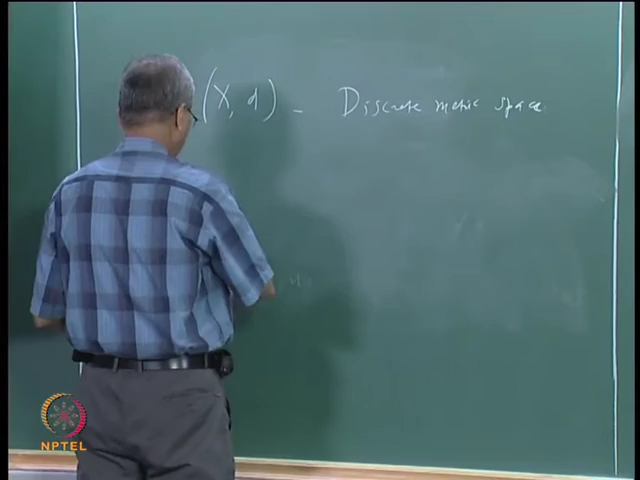 (X, d) - Discrete metric space.
NPTEL